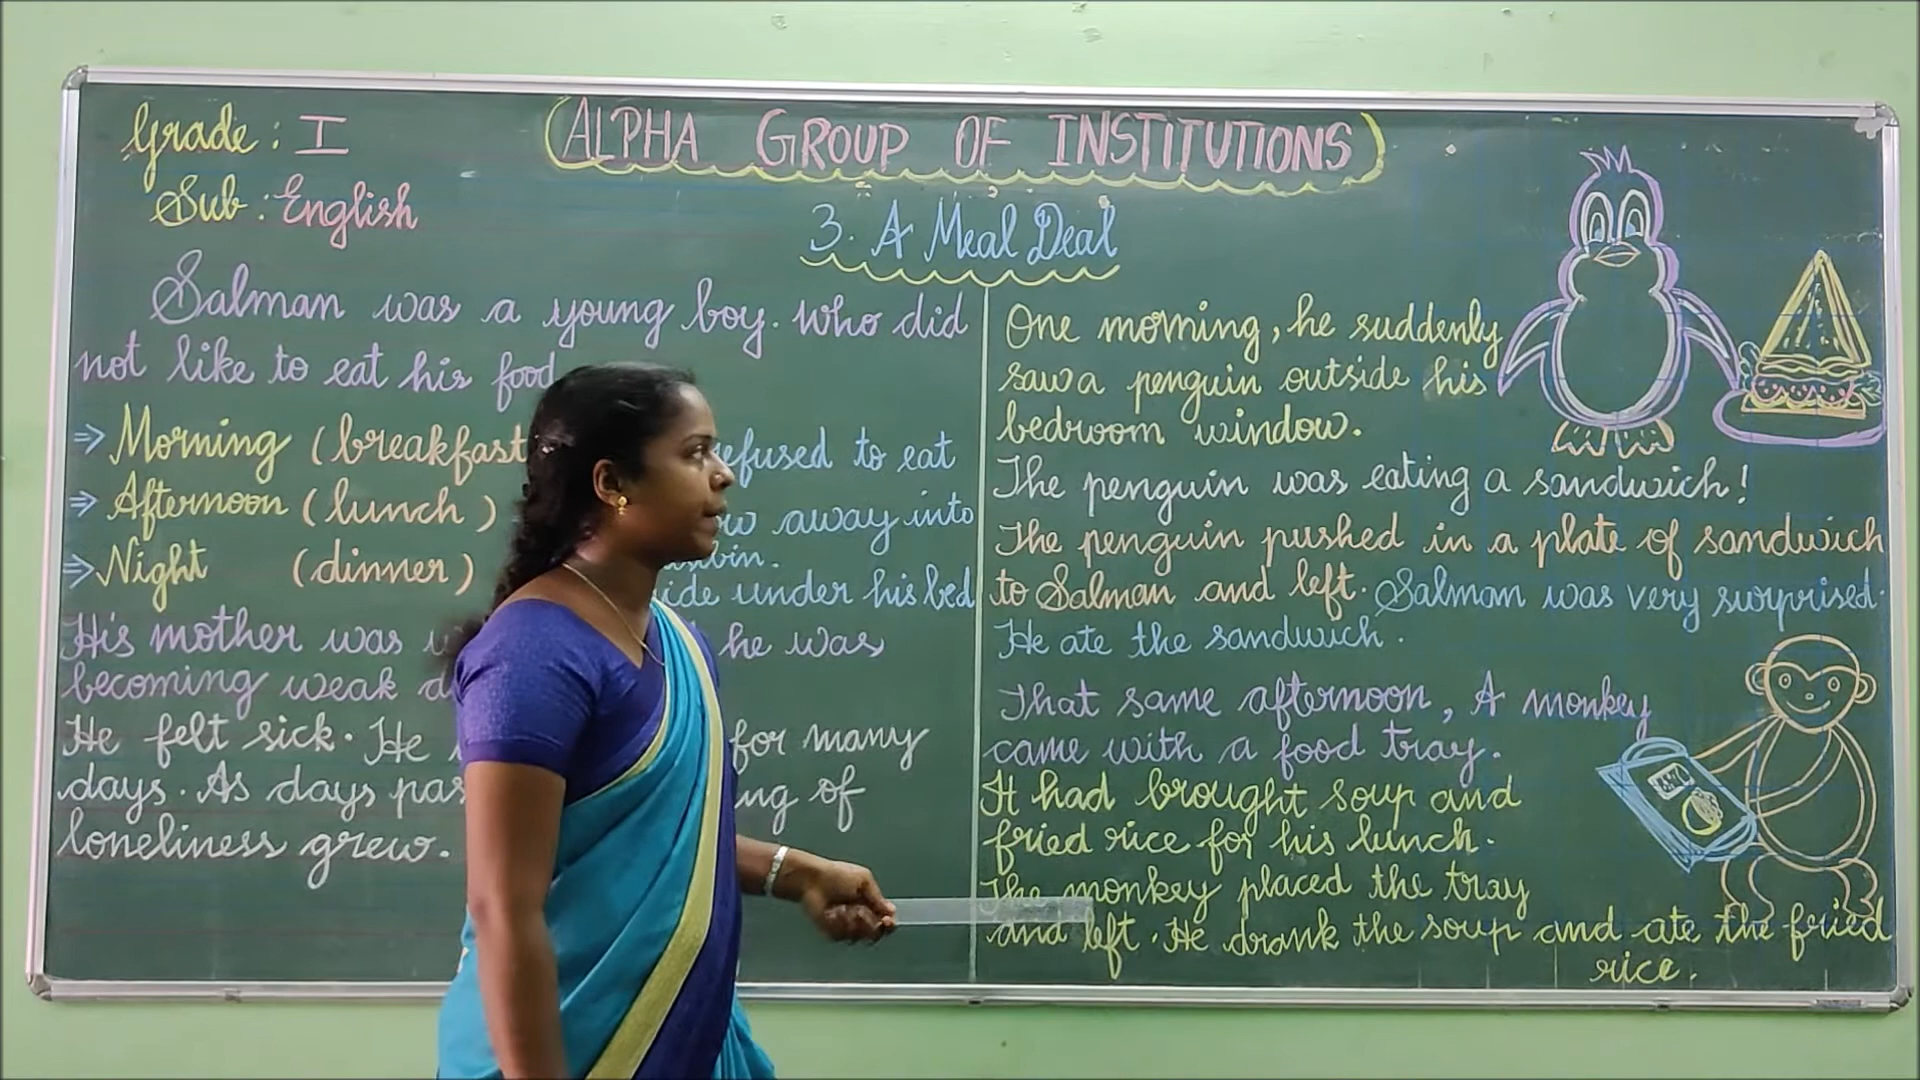 Grade : I
Sub : English
ALPHA GROUP OF INSTITUTIONS
3. A Meal Deal
Salman was a young boy. who did
not like to eat his food
⇒ Morning (breakfast to eat
⇒ Afternoon (lunch) away into
⇒ Night (dinner)
under his bed
His mother was he was
becoming weak
He felt sick. He for many
days. As days of
loneliness grew.
One morning, he suddenly
saw a penguin outside his
bedroom window.
The penguin was eating a sandwich!
The penguin pushed in a plate of sandwich
to Salman and left. Salman was very surprised.
He ate the sandwich.
That same afternoon, A monkey
came with a food tray.
It had brought soup and
fried rice for his lunch.
The monkey placed the tray
and left. He drank the soup and ate the fried
rice.